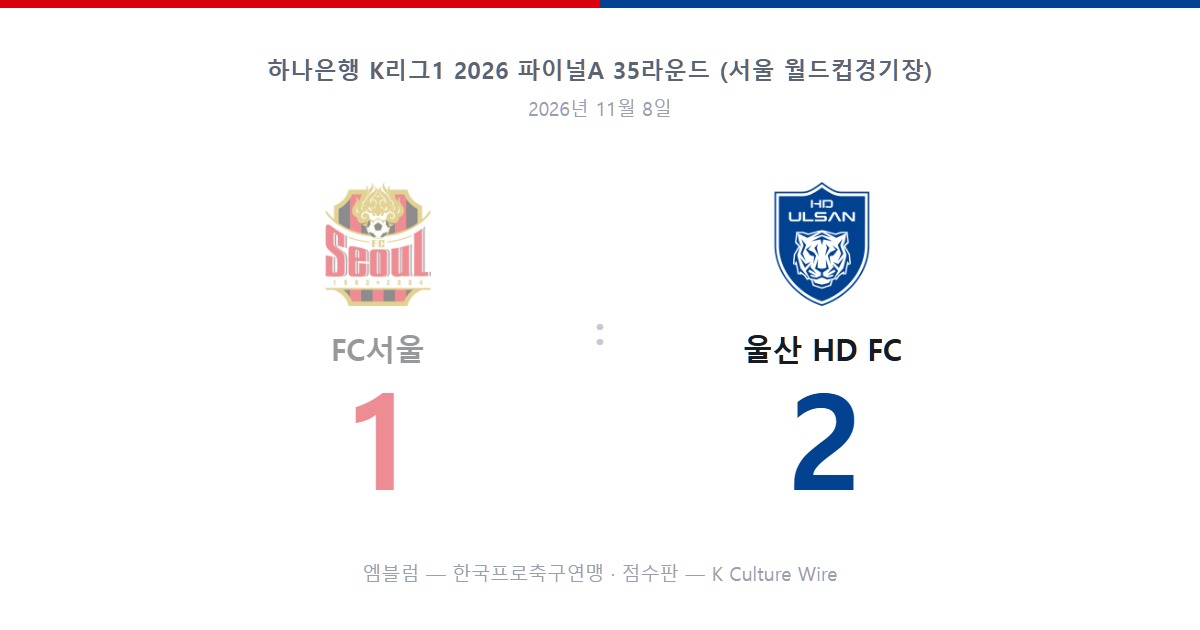 하나은행 K리그1 2026 파이널A 35라운드 (서울 월드컵경기장)
2026년 11월 8일
FC
Seoul
1983★2004
HD
ULSAN
:
FC서울
울산 HD FC
1
2
엠블럼 — 한국프로축구연맹 · 점수판 — K Culture Wire